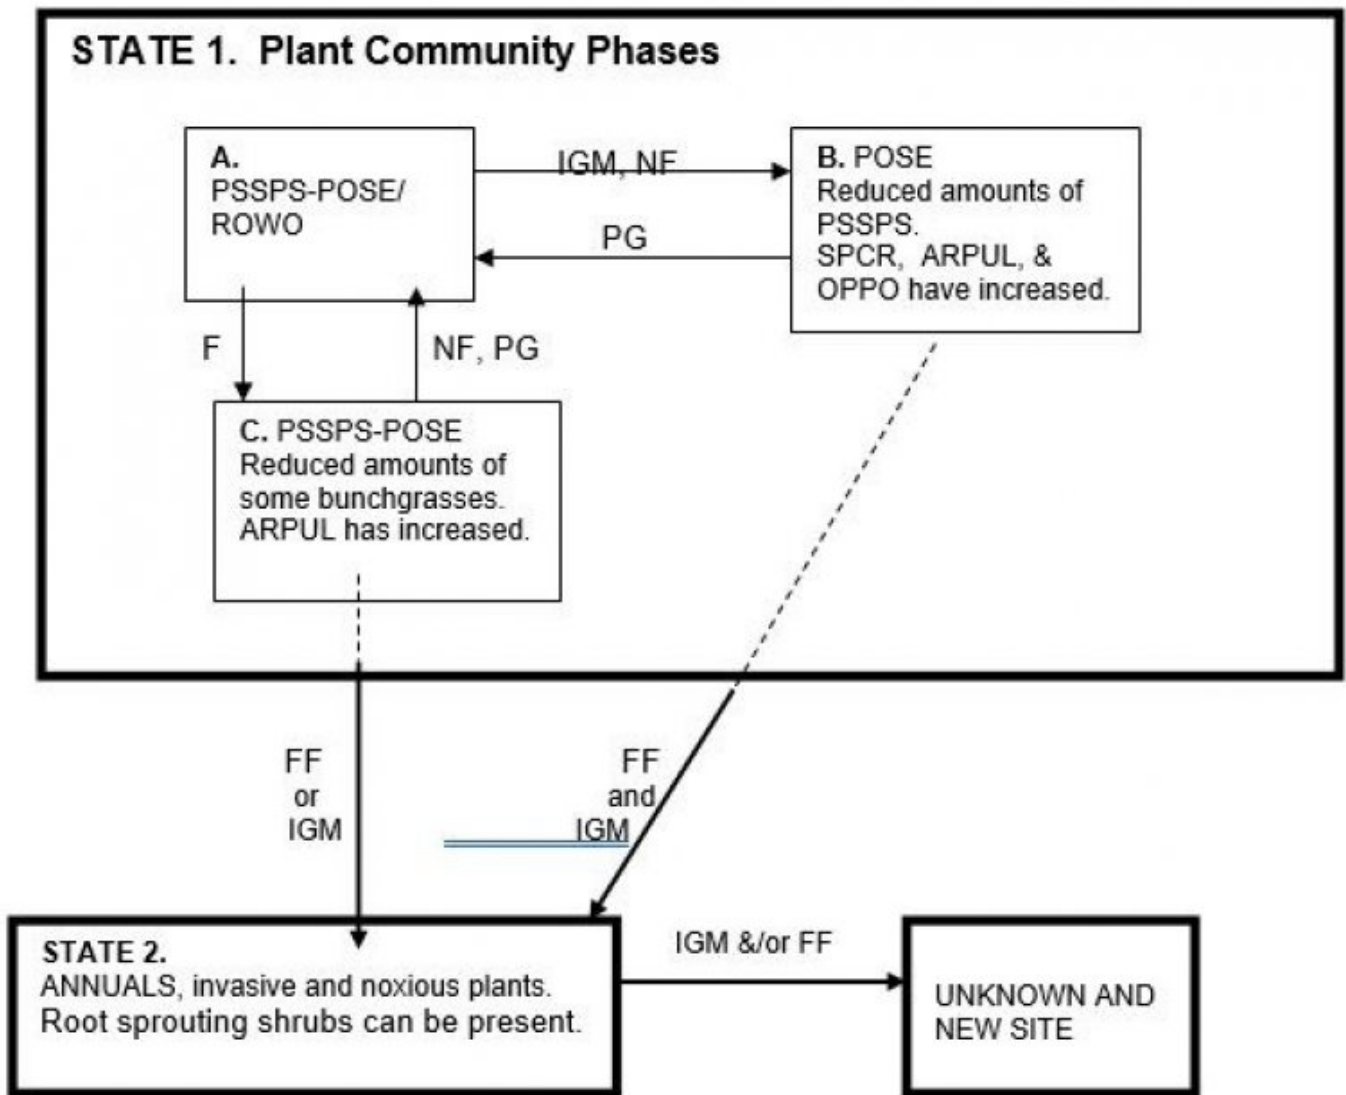 STATE 1. Plant Community Phases
A.
PSSPS-POSE/
ROWO
IGM, NF
PG
B. POSE
Reduced amounts of
PSSPS.
SPCR, ARPUL, &
OPPO have increased.
F
NF, PG
C. PSSPS-POSE
Reduced amounts of
some bunchgrasses.
ARPUL has increased.
FF
or
IGM
FF
and
IGM
STATE 2.
ANNUALS, invasive and noxious plants.
Root sprouting shrubs can be present.
IGM &/or FF
UNKNOWN AND
NEW SITE